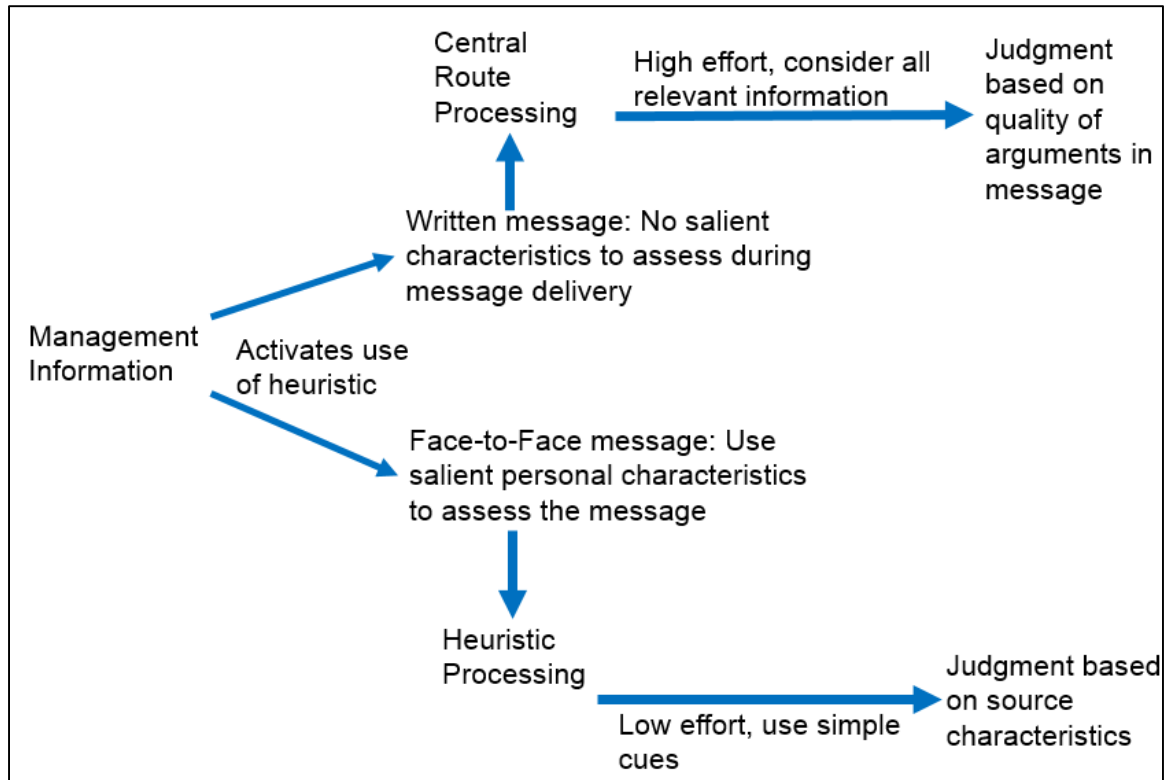 Central
Route
Processing
High effort, consider all
relevant information
Judgment
based on
quality of
arguments in
message
Written message: No salient
characteristics to assess during
message delivery
Management
Information
Activates use
of heuristic
Face-to-Face message: Use
salient personal characteristics
to assess the message
Heuristic
Processing
Low effort, use simple
cues
Judgment based
on source
characteristics